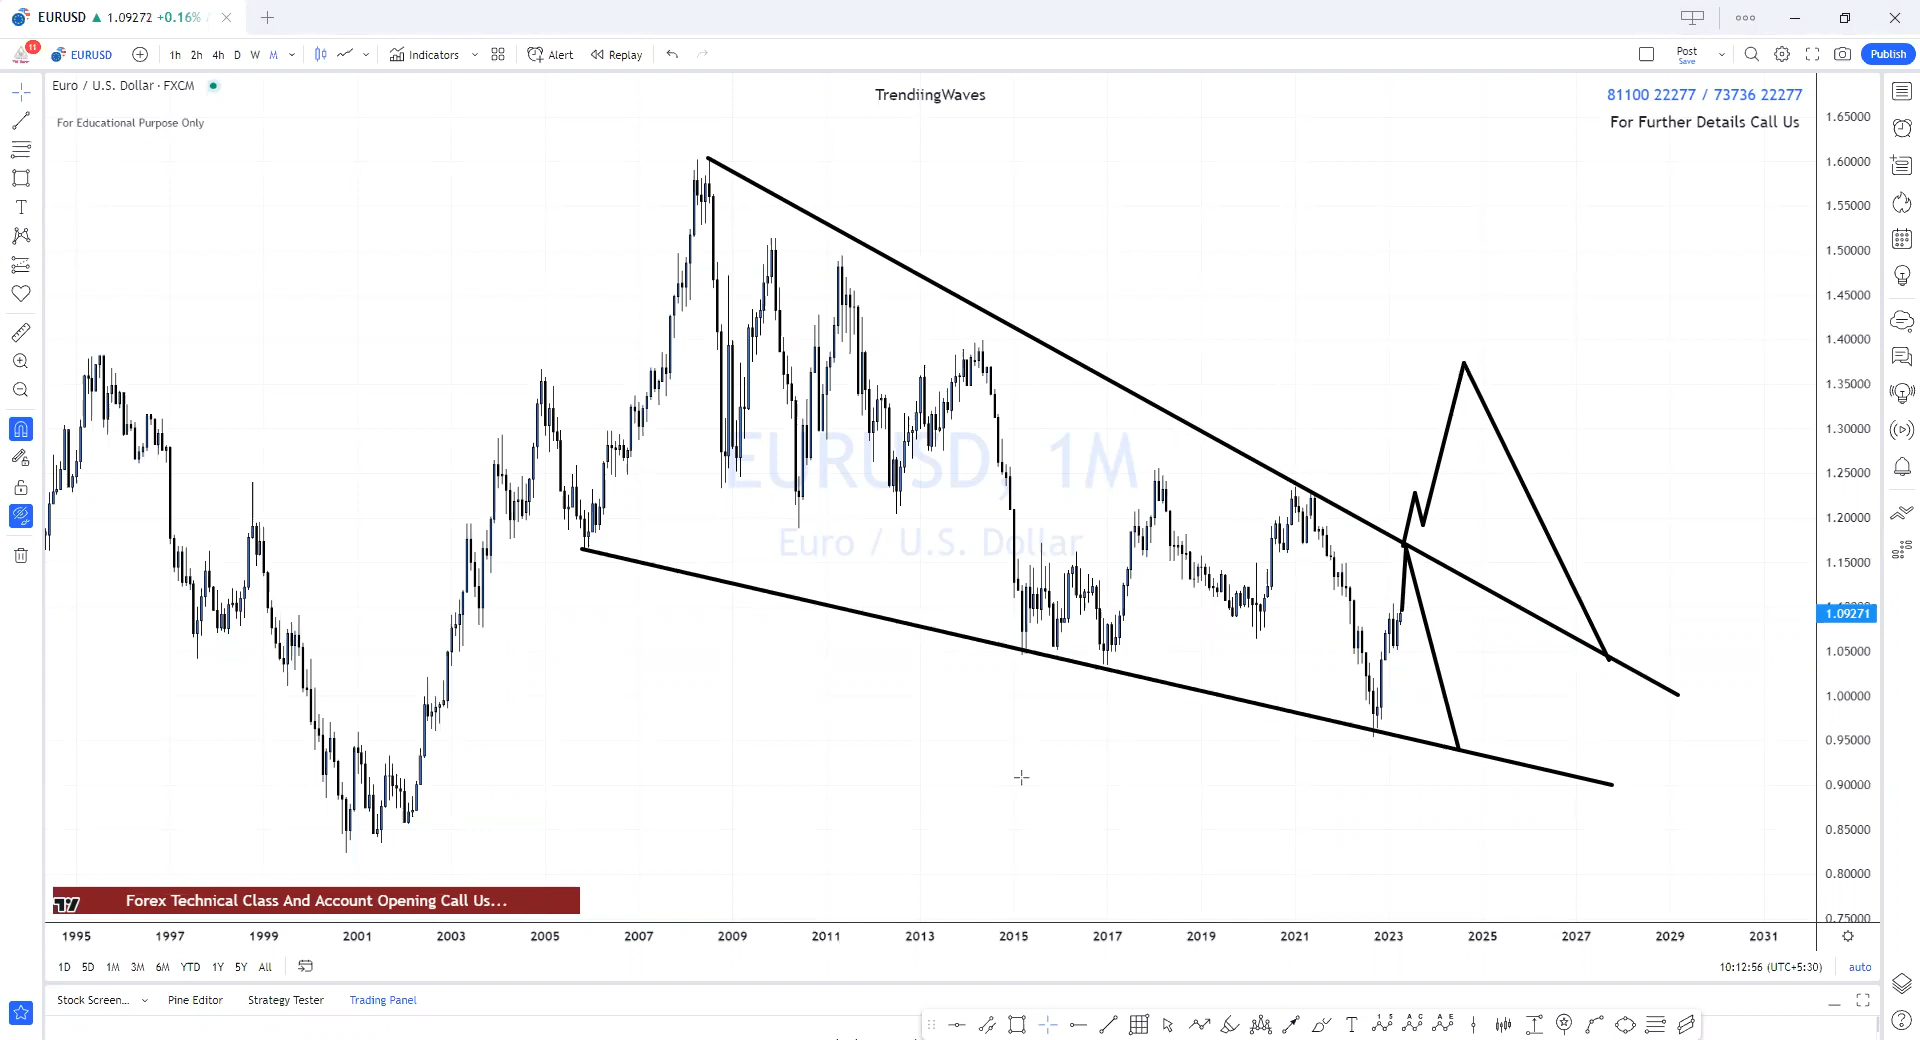 EURUSD ▲ 1.09272 +0.16% /
11
EURUSD
1h 2h 4h D W M
Indicators
Alert
Replay
Post
Save
Publish
Euro / U.S. Dollar · FXCM
TrendiingWaves
81100 22277 / 73736 22277
For Educational Purpose Only
For Further Details Call Us
EURUSD, 1M
Euro / U.S. Dollar
1.65000
1.60000
1.55000
1.50000
1.45000
1.40000
1.35000
1.30000
1.25000
1.20000
1.15000
1.09271
1.05000
1.00000
0.95000
0.90000
0.85000
0.80000
0.75000
Forex Technical Class And Account Opening Call Us...
1995 1997 1999 2001 2003 2005 2007 2009 2011 2013 2015 2017 2019 2021 2023 2025 2027 2029 2031
1D 5D 1M 3M 6M YTD 1Y 5Y All
10:12:56 (UTC+5:30) auto
Stock Screen... Pine Editor Strategy Tester Trading Panel